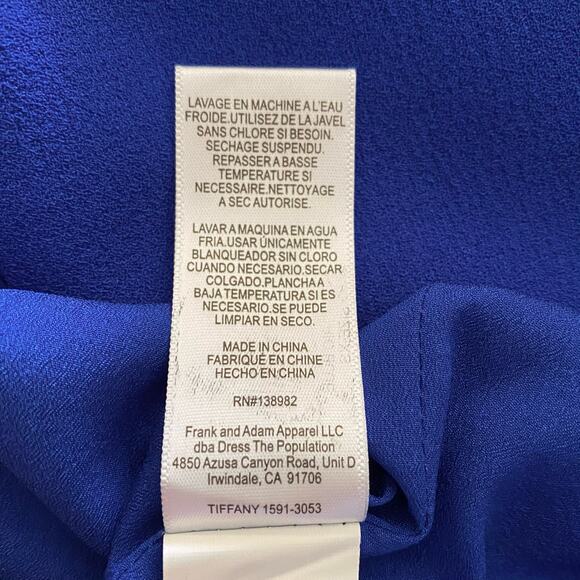 LAVAGE EN MACHINE A L'EAU
FROIDE.UTILISEZ DE LA JAVEL
SANS CHLORE SI BESOIN.
SECHAGE SUSPENDU.
REPASSER A BASSE
TEMPERATURE SI
NECESSAIRE.NETTOYAGE
A SEC AUTORISE.
LAVAR A MAQUINA EN AGUA
FRIA.USAR ÚNICAMENTE
BLANQUEADOR SIN CLORO
CUANDO NECESARIO.SECAR
COLGADO.PLANCHA A
BAJA TEMPERATURA SI ES
NECESARIO.SE PUEDE
LIMPIAR EN SECO.
MADE IN CHINA
FABRIQUÉ EN CHINE
HECHO EN CHINA
RN#138982
Frank and Adam Apparel LLC
dba Dress The Population
4850 Azusa Canyon Road, Unit D
Irwindale, CA 91706
TIFFANY 1591-3053